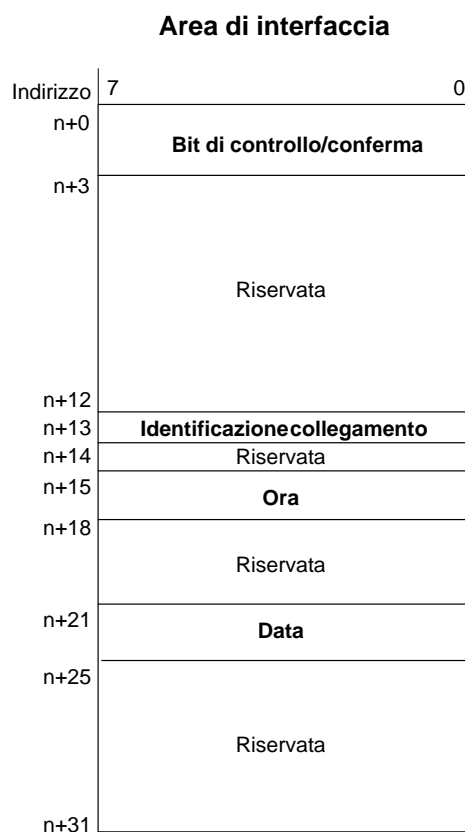 Area di interfaccia
Indirizzo 7 0
n+0
Bit di controllo/conferma
n+3
Riservata
n+12
n+13 Identificazionecollegamento
n+14 Riservata
n+15
Ora
n+18
Riservata
n+21
Data
n+25
Riservata
n+31